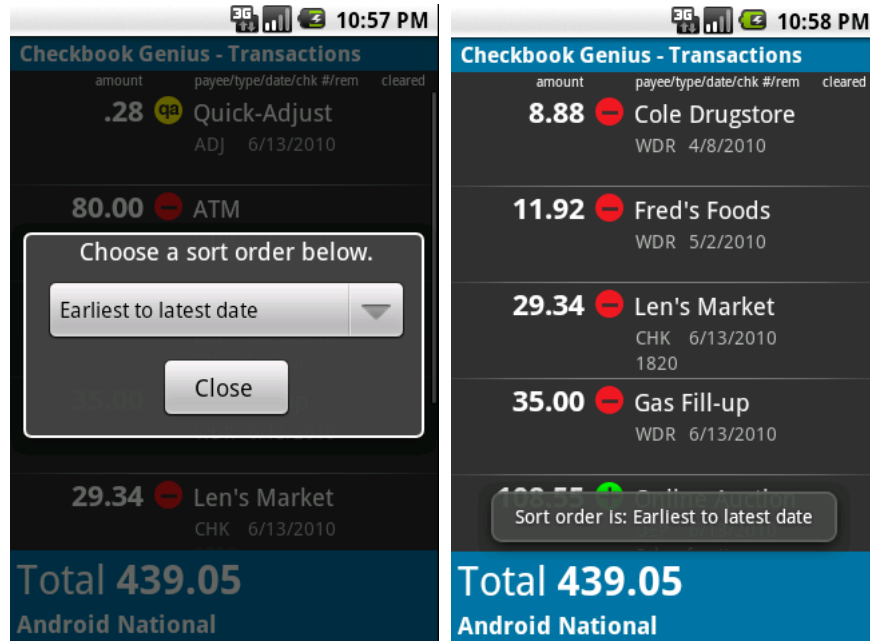 3G 10:57 PM
Checkbook Genius - Transactions
amount payee/type/date/chk #/rem cleared
.28 qa Quick-Adjust
ADJ 6/13/2010
80.00 ATM
Choose a sort order below.
Earliest to latest date
Close
35.00
29.34 Len's Market
CHK 6/13/2010
Total 439.05
Android National
3G 10:58 PM
Checkbook Genius - Transactions
amount payee/type/date/chk #/rem cleared
8.88 Cole Drugstore
WDR 4/8/2010
11.92 Fred's Foods
WDR 5/2/2010
29.34 Len's Market
CHK 6/13/2010
1820
35.00 Gas Fill-up
WDR 6/13/2010
108.55 Online Auction
Sort order is: Earliest to latest date
Total 439.05
Android National